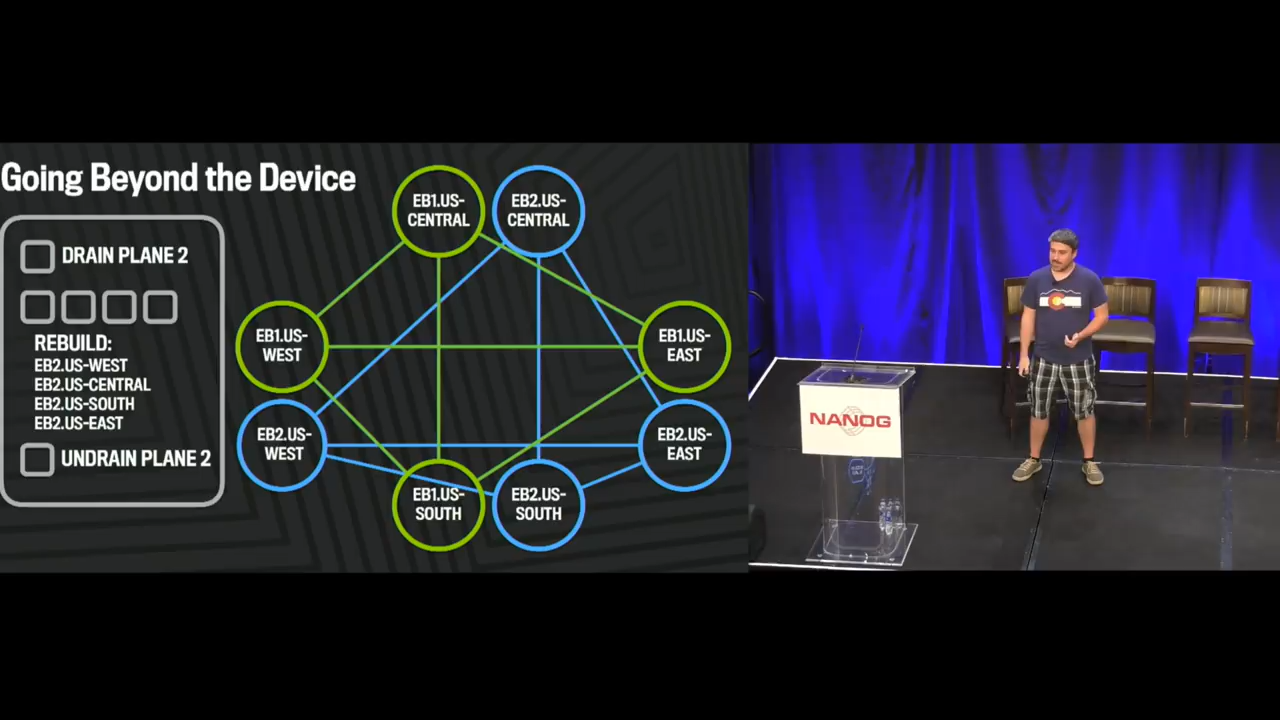 Going Beyond the Device
DRAIN PLANE 2
REBUILD:
EB2.US-WEST
EB2.US-CENTRAL
EB2.US-SOUTH
EB2.US-EAST
UNDRAIN PLANE 2
EB1.US-
CENTRAL
EB2.US-
CENTRAL
EB1.US-
WEST
EB1.US-
EAST
EB2.US-
WEST
EB2.US-
EAST
EB1.US-
SOUTH
EB2.US-
SOUTH
NANOG